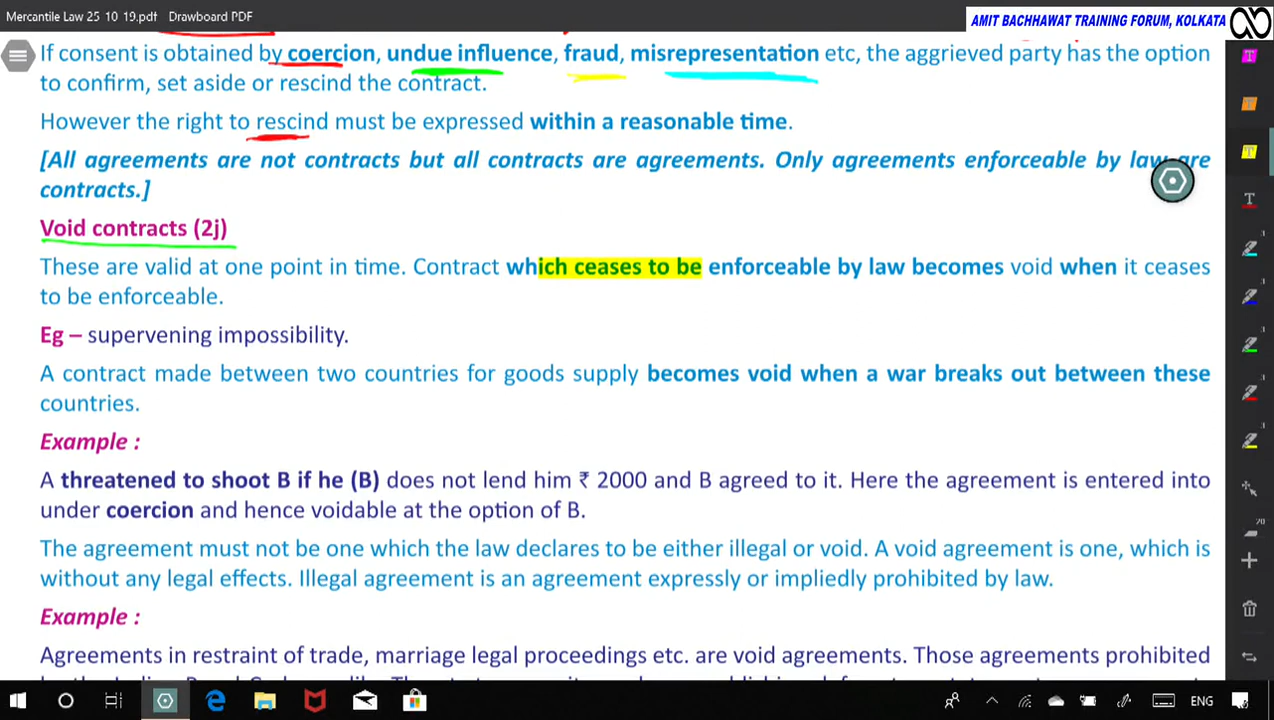 Mercantile Law 25 10 19.pdf Drawboard PDF
AMIT BACHHAWAT TRAINING FORUM, KOLKATA
If consent is obtained by coercion, undue influence, fraud, misrepresentation etc, the aggrieved party has the option
to confirm, set aside or rescind the contract.
However the right to rescind must be expressed within a reasonable time.
[All agreements are not contracts but all contracts are agreements. Only agreements enforceable by law are
contracts.]
Void contracts (2j)
These are valid at one point in time. Contract which ceases to be enforceable by law becomes void when it ceases
to be enforceable.
Eg – supervening impossibility.
A contract made between two countries for goods supply becomes void when a war breaks out between these
countries.
Example :
A threatened to shoot B if he (B) does not lend him ₹ 2000 and B agreed to it. Here the agreement is entered into
under coercion and hence voidable at the option of B.
The agreement must not be one which the law declares to be either illegal or void. A void agreement is one, which is
without any legal effects. Illegal agreement is an agreement expressly or impliedly prohibited by law.
Example :
Agreements in restraint of trade, marriage legal proceedings etc. are void agreements. Those agreements prohibited
ENG